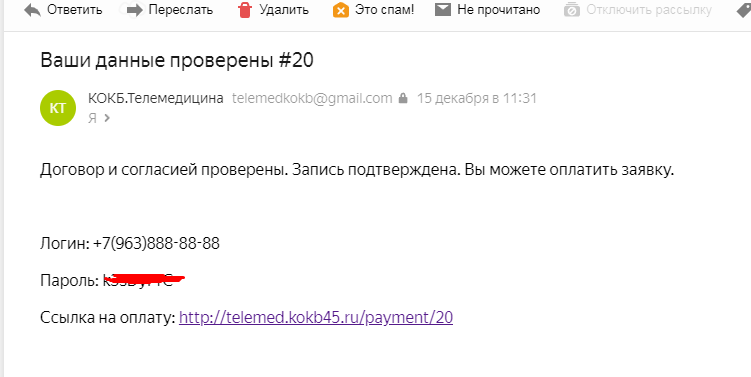 Ответить Переслать Удалить Это спам! Не прочитано Отключить рассылку
Ваши данные проверены #20
КТ КОКБ.Телемедицина telemedkokb@gmail.com 15 декабря в 11:31
Я
Договор и согласией проверены. Запись подтверждена. Вы можете оплатить заявку.
Логин: +7(963)888-88-88
Пароль:
Ссылка на оплату: http://telemed.kokb45.ru/payment/20